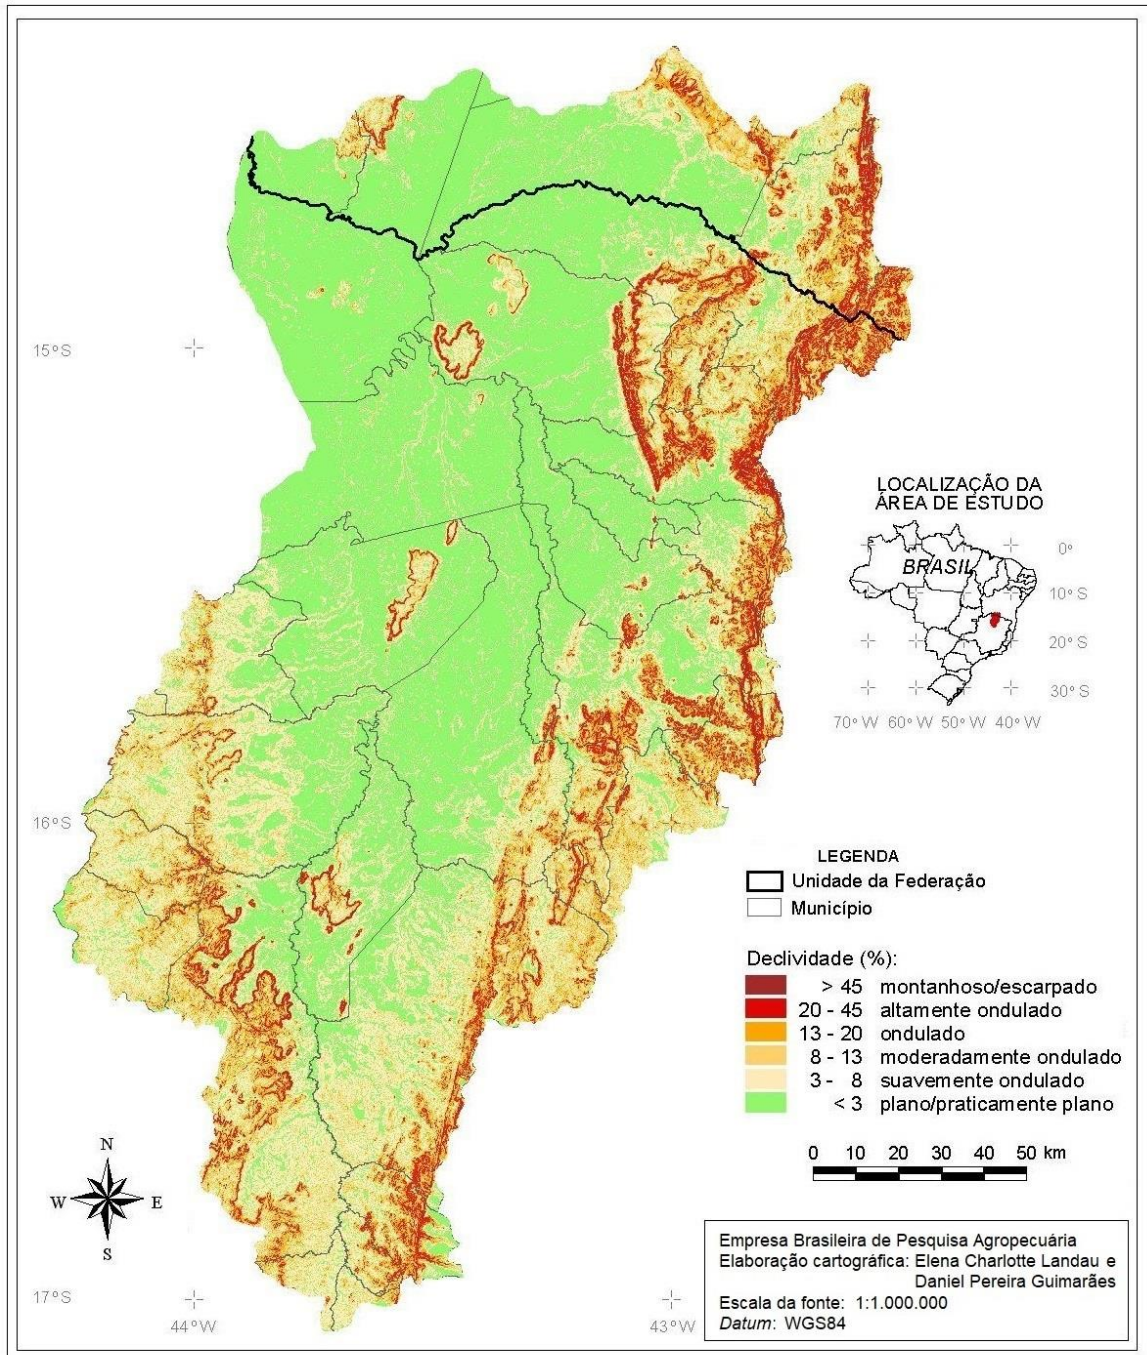 15° S
16° S
17° S
44° W
43° W
LOCALIZAÇÃO DA
ÁREA DE ESTUDO
BRASIL
0°
10° S
20° S
30° S
70° W 60° W 50° W 40° W
LEGENDA
Unidade da Federação
Município
Declividade (%):
> 45 montanhoso/escarpado
20 - 45 altamente ondulado
13 - 20 ondulado
8 - 13 moderadamente ondulado
3 - 8 suavemente ondulado
< 3 plano/praticamente plano
0 10 20 30 40 50 km
N
W E
S
Empresa Brasileira de Pesquisa Agropecuária
Elaboração cartográfica: Elena Charlotte Landau e
Daniel Pereira Guimarães
Escala da fonte: 1:1.000.000
Datum: WGS84